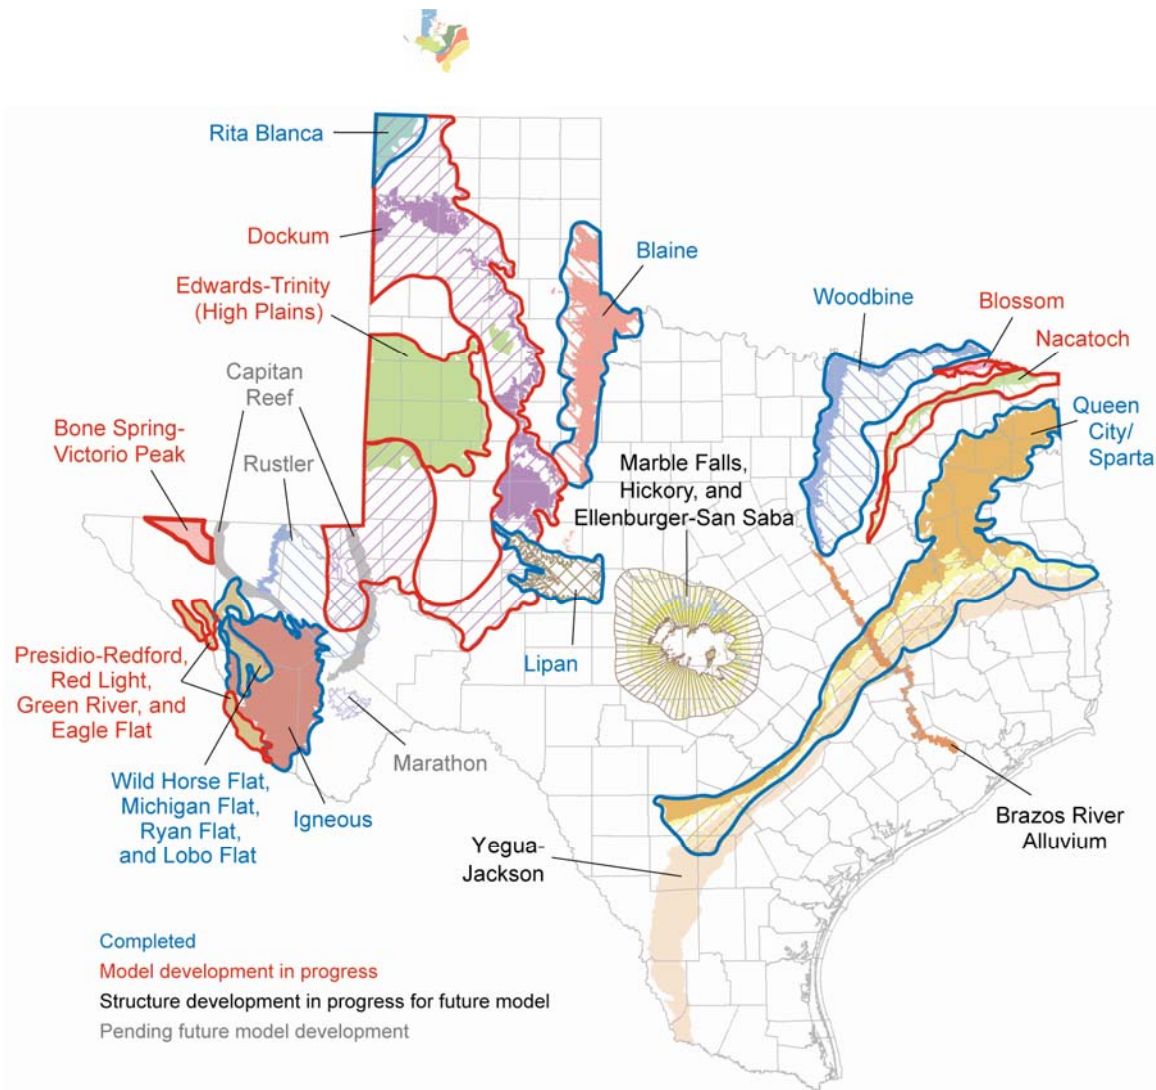 Rita Blanca
Dockum
Edwards-Trinity
(High Plains)
Blaine
Woodbine
Blossom
Nacatoch
Capitan
Reef
Bone Spring-
Victorio Peak
Rustler
Queen
City/
Sparta
Marble Falls,
Hickory, and
Ellenburger-San Saba
Lipan
Presidio-Redford,
Red Light,
Green River, and
Eagle Flat
Marathon
Wild Horse Flat,
Michigan Flat,
Ryan Flat,
and Lobo Flat
Igneous
Brazos River
Alluvium
Yegua-
Jackson
Completed
Model development in progress
Structure development in progress for future model
Pending future model development